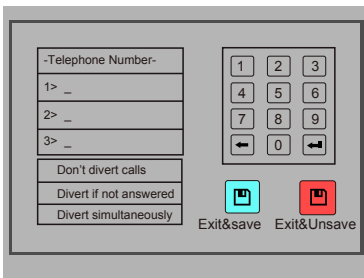 -Telephone Number-
1> _
2> _
3> _
Don't divert calls
Divert if not answered
Divert simultaneously
1 2 3
4 5 6
7 8 9
0
Exit&save Exit&Unsave